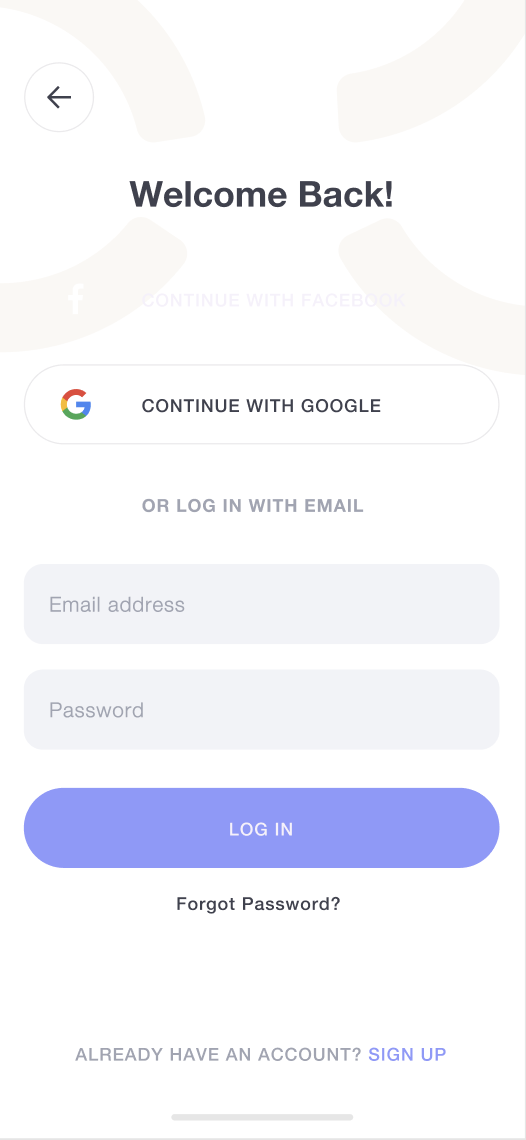 Welcome Back!
CONTINUE WITH FACEBOOK
CONTINUE WITH GOOGLE
OR LOG IN WITH EMAIL
Email address
Password
LOG IN
Forgot Password?
ALREADY HAVE AN ACCOUNT? SIGN UP